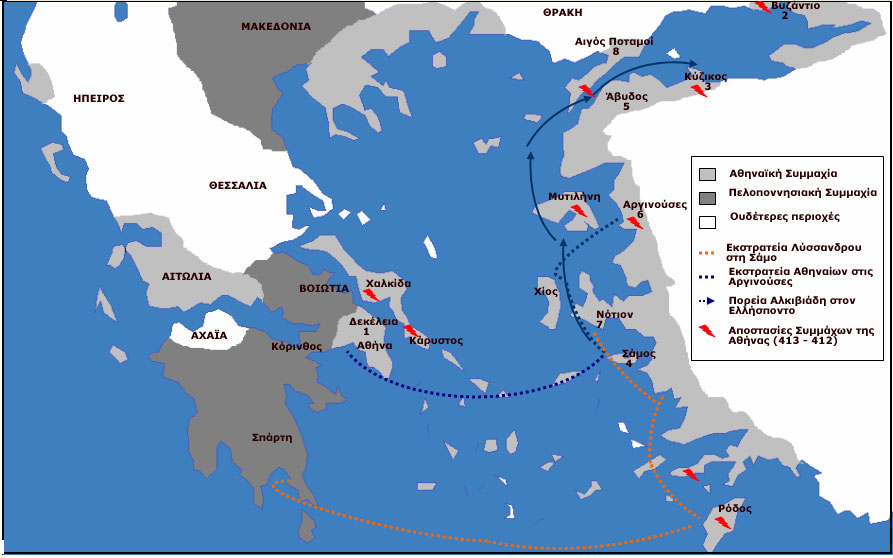 ΘΡΑΚΗ
Βυζάντιο
2
ΜΑΚΕΔΟΝΙΑ
Αιγός Ποταμοί
8
Κύζικος
3
ΗΠΕΙΡΟΣ
Άβυδος
5
ΘΕΣΣΑΛΙΑ
Μυτιλήνη
Αργινούσες
6
ΑΙΤΩΛΙΑ
ΒΟΙΩΤΙΑ
Χαλκίδα
Χίος
Νότιον
7
Δεκέλεια
1
Αθήνα
ΑΧΑΪΑ
Κόρινθος
Κάρυστος
Σάμος
4
Σπάρτη
Ρόδος
Αθηναϊκή Συμμαχία
Πελοποννησιακή Συμμαχία
Ουδέτερες περιοχές
Εκστρατεία Λύσσανδρου
στη Σάμο
Εκστρατεία Αθηναίων στις
Αργινούσες
Πορεία Αλκιβιάδη στον
Ελλήσποντο
Αποστασίες Συμμάχων της
Αθήνας (413 - 412)